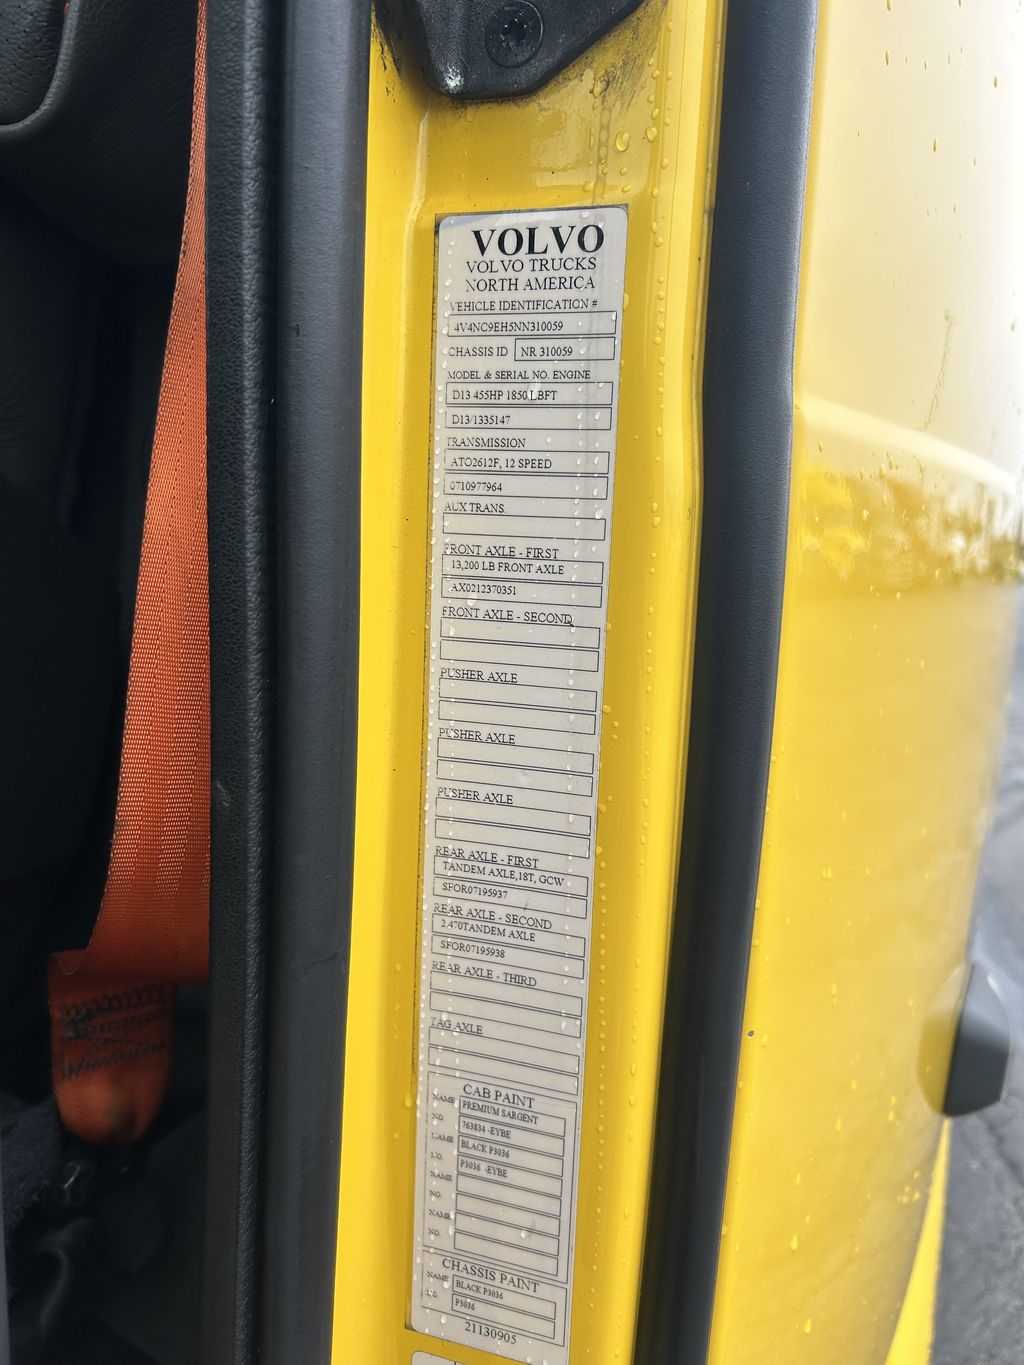 VOLVO
VOLVO TRUCKS
NORTH AMERICA
VEHICLE IDENTIFICATION #
4V4NC9EH5NN310059
CHASSIS ID NR 310059
MODEL & SERIAL NO. ENGINE
D13 455HP 1850 LBFT
D13/1335147
TRANSMISSION
ATO2612F, 12 SPEED
0710977964
AUX TRANS.
FRONT AXLE - FIRST
13,200 LB FRONT AXLE
AX0212370351
FRONT AXLE - SECOND
PUSHER AXLE
PUSHER AXLE
PUSHER AXLE
REAR AXLE - FIRST
TANDEM AXLE,18T, GCW
SFOR07195937
REAR AXLE - SECOND
2.470TANDEM AXLE
SFOR07195938
REAR AXLE - THIRD
TAG AXLE
CAB PAINT
NAME PREMIUM SARGENT
NO. 763834 -EYBE
NAME BLACK P3036
NO. P3036 -EYBE
NAME
NO.
NAME
NO.
CHASSIS PAINT
NAME BLACK P3036
NO. P3036
21130905